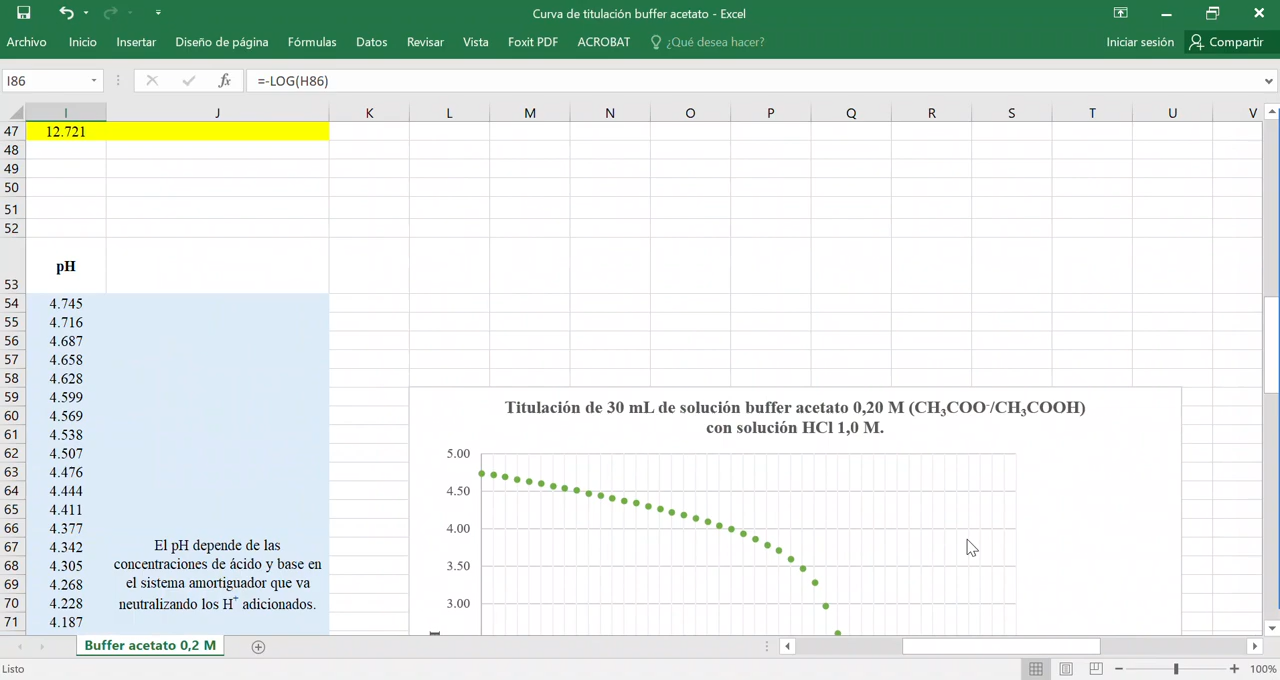 Curva de titulación buffer acetato - Excel
Archivo Inicio Insertar Diseño de página Fórmulas Datos Revisar Vista Foxit PDF ACROBAT ¿Qué desea hacer? Iniciar sesión Compartir
I86 fx =-LOG(H86)
I J K L M N O P Q R S T U V
47 12.721
48
49
50
51
52
53 pH
54 4.745
55 4.716
56 4.687
57 4.658
58 4.628
59 4.599
60 4.569
61 4.538
62 4.507
63 4.476
64 4.444
65 4.411
66 4.377
67 4.342
68 4.305
69 4.268
70 4.228
71 4.187
El pH depende de las
concentraciones de ácido y base en
el sistema amortiguador que va
neutralizando los H⁺ adicionados.
Titulación de 30 mL de solución buffer acetato 0,20 M (CH₃COO⁻/CH₃COOH)
con solución HCl 1,0 M.
5.00
4.50
4.00
3.50
3.00
Buffer acetato 0,2 M
Listo 100%